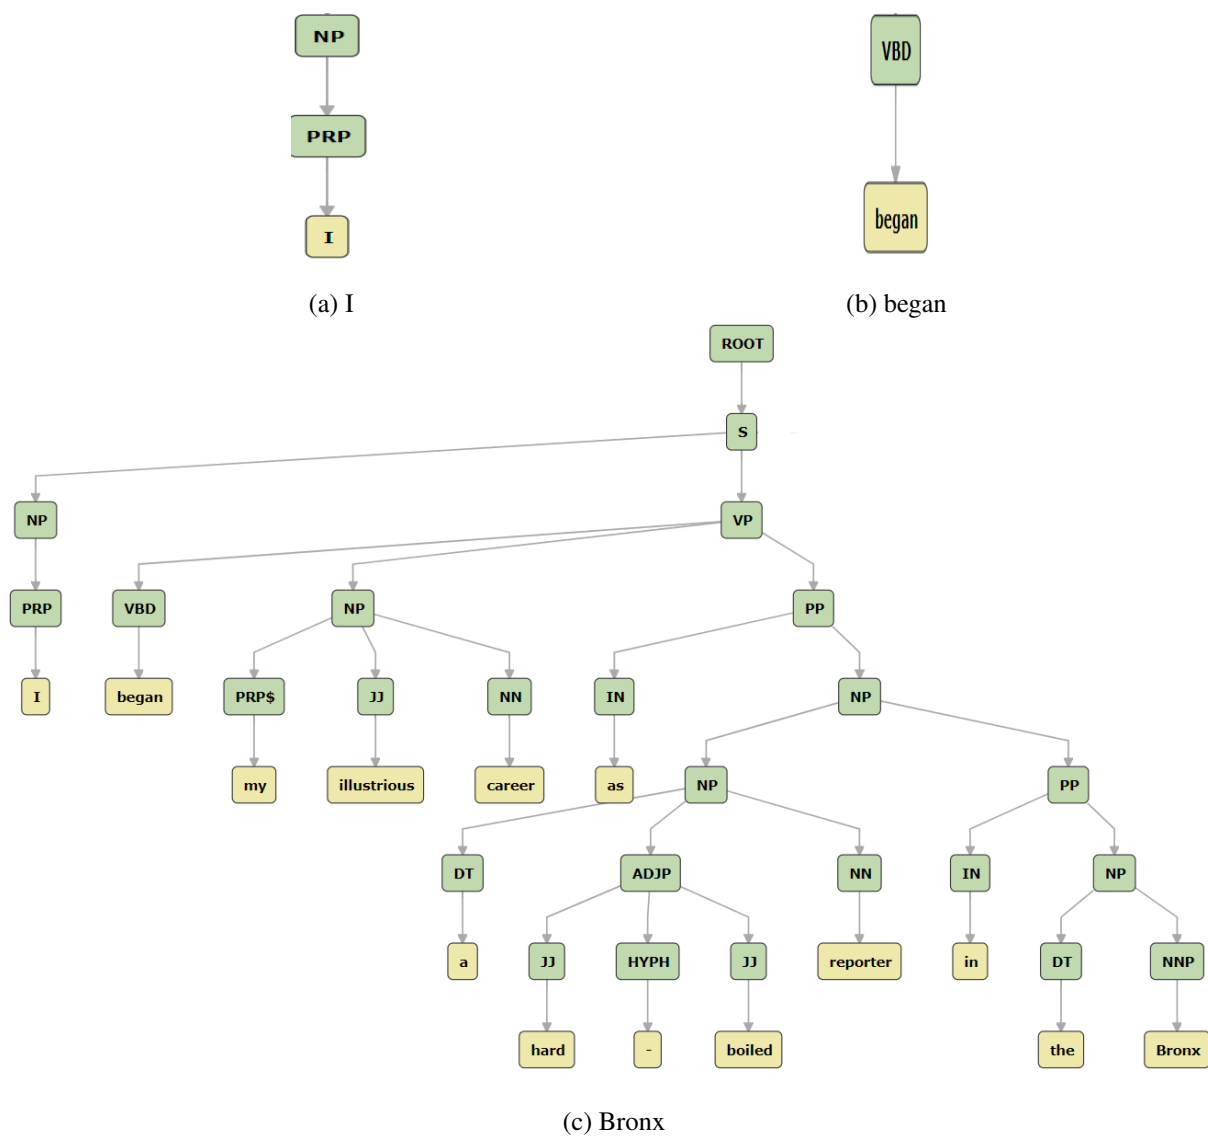 NP VBD
PRP
I began
(a) I (b) began
ROOT
S
NP VP
PRP VBD NP PP
I began PRP$ JJ NN IN NP
my illustrious career as NP PP
DT ADJP NN IN NP
a JJ HYPH JJ reporter in DT NNP
hard - boiled the Bronx
(c) Bronx